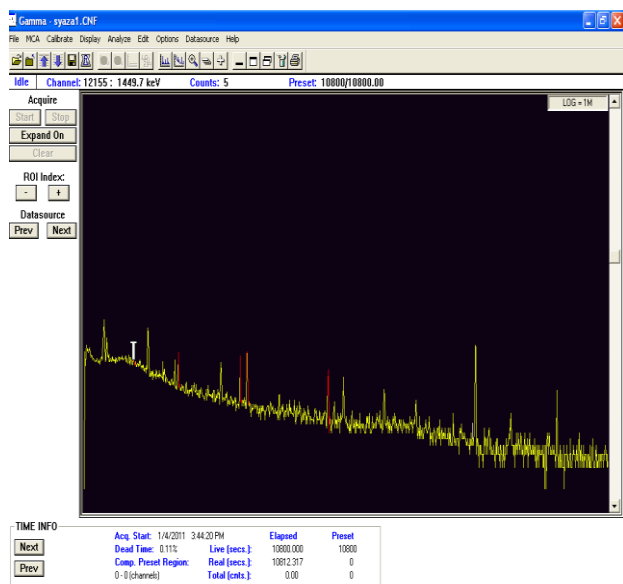 Gamma - syaza1.CNF
File MCA Calibrate Display Analyze Edit Options Datasource Help
Idle Channel: 12155 : 1449.7 keV Counts: 5 Preset: 10800/10800.00
Acquire
Start Stop
Expand On
Clear
ROI Index:
- +
Datasource
Prev Next
LOG = 1M
T
TIME INFO
Next
Prev
Acq. Start: 1/4/2011 3:44:20 PM Elapsed Preset
Dead Time: 0.11% Live (secs.): 10800.000 10800
Comp. Preset Region: Real (secs.): 10812.317 0
0 - 0 (channels) Total (cnts.): 0.00 0